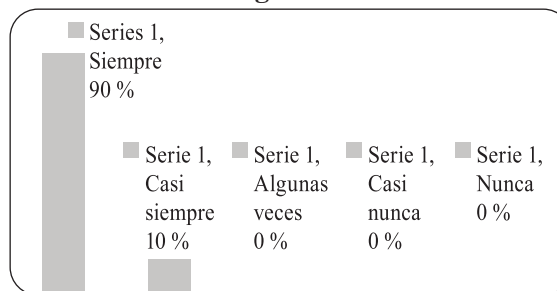 Series 1,
Siempre
90 %
Serie 1,
Casi
siempre
10 %
Serie 1,
Algunas
veces
0 %
Serie 1,
Casi
nunca
0 %
Serie 1,
Nunca
0 %